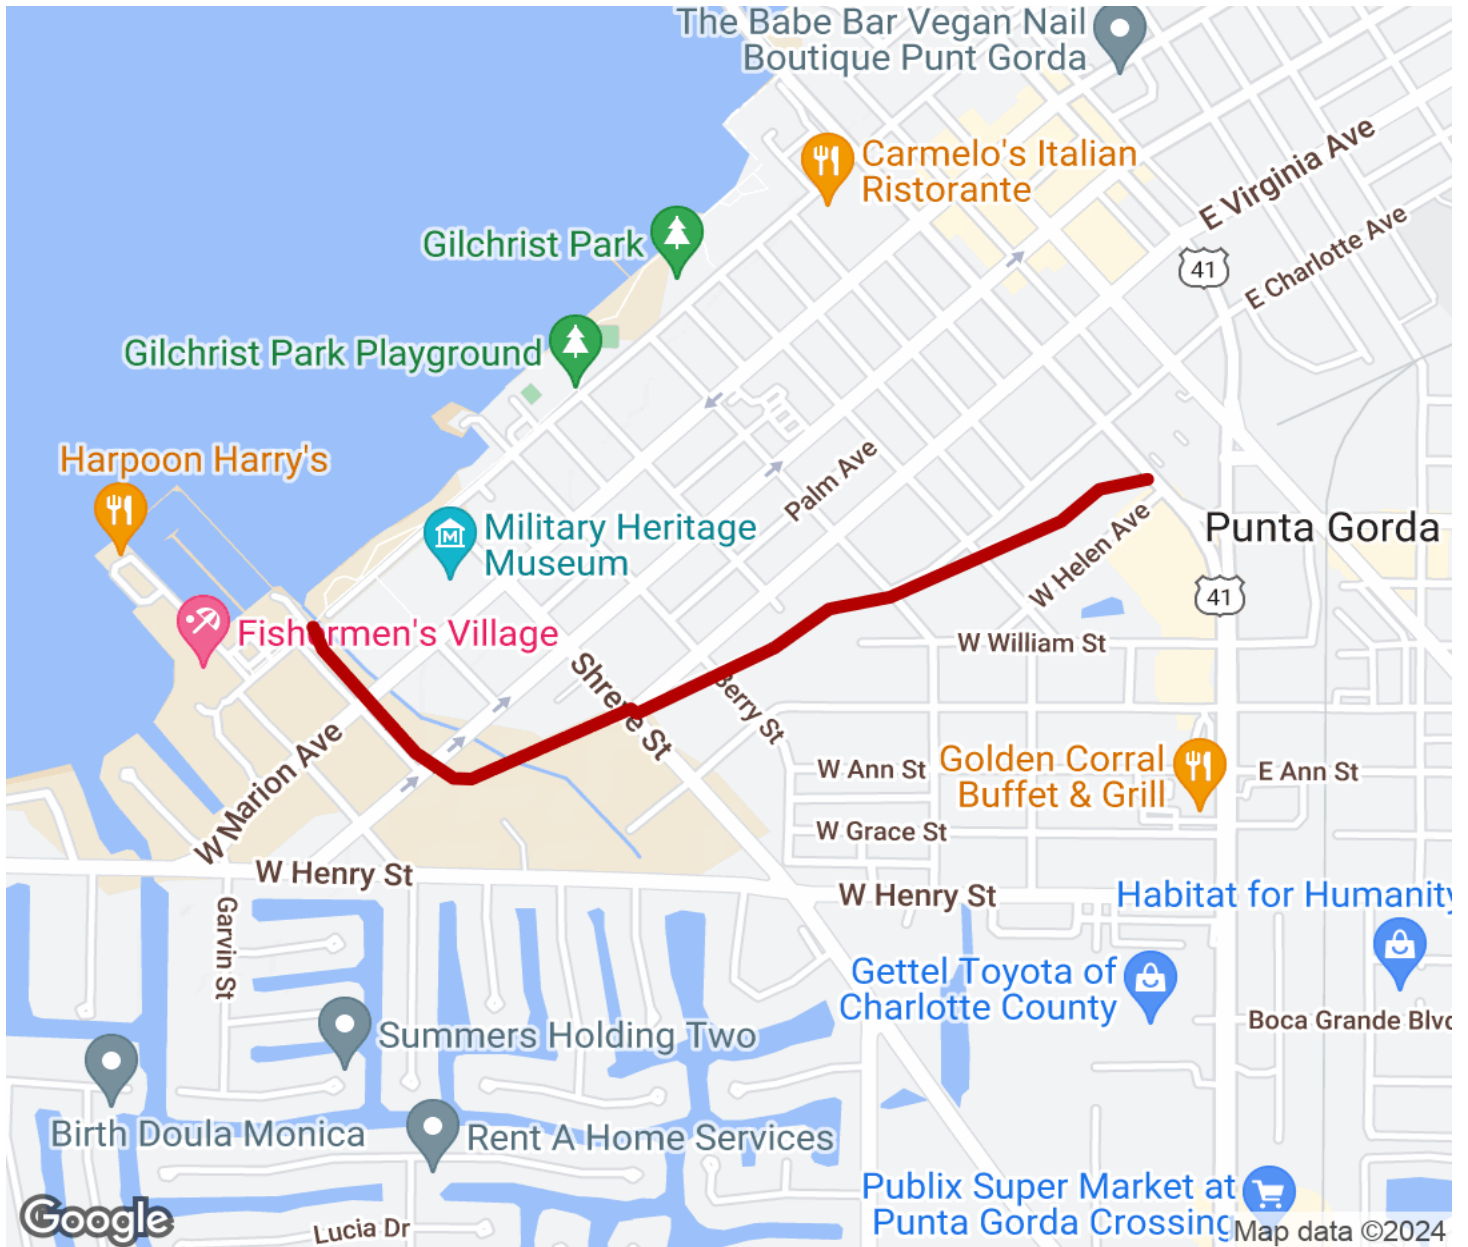 The Babe Bar Vegan Nail
Boutique Punt Gorda
Carmelo's Italian
Ristorante
E Virginia Ave
Gilchrist Park
41
E Charlotte Ave
Gilchrist Park Playground
Harpoon Harry's
Palm Ave
Military Heritage
Museum
Punta Gorda
W Helen Ave
41
Fishermen's Village
W William St
Shreve St
Berry St
W Marion Ave
W Ann St
Golden Corral
Buffet & Grill
E Ann St
W Grace St
W Henry St
W Henry St
Habitat for Humanity
Garvin St
Gettel Toyota of
Charlotte County
Boca Grande Blvd
Summers Holding Two
Birth Doula Monica
Rent A Home Services
Publix Super Market at
Punta Gorda Crossing
Google
Lucia Dr
Map data ©2024